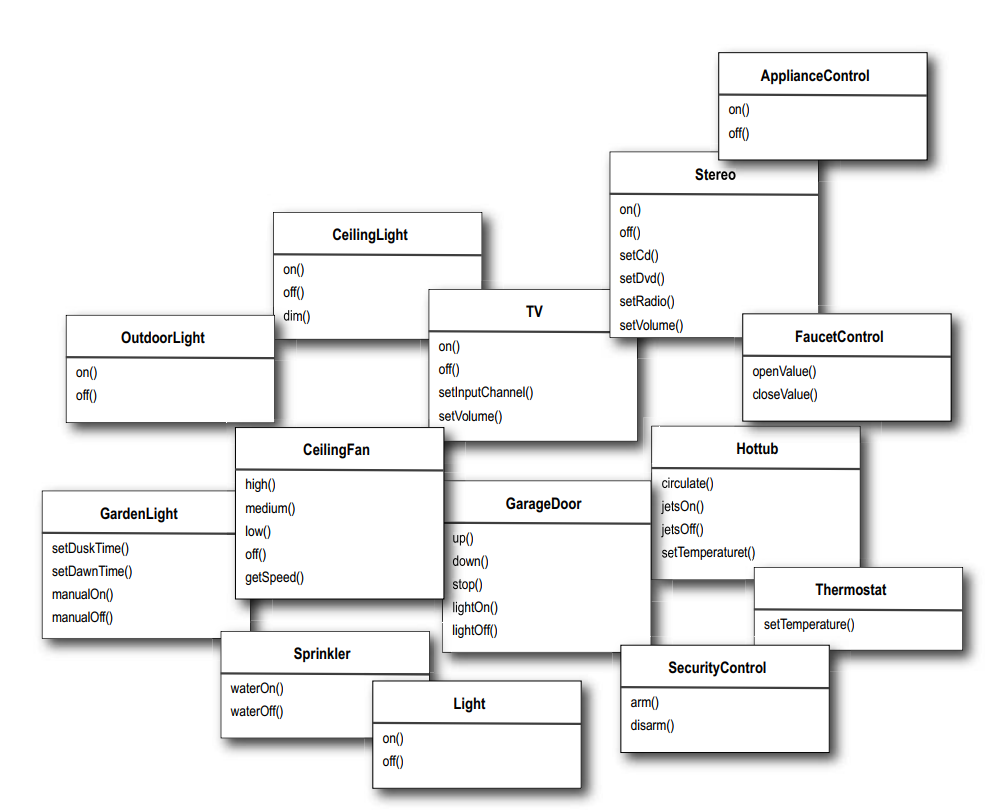 ApplianceControl
on()
off()
Stereo
on()
off()
setCd()
setDvd()
setRadio()
setVolume()
CeilingLight
on()
off()
dim()
TV
on()
off()
setInputChannel()
setVolume()
OutdoorLight
on()
off()
FaucetControl
openValue()
closeValue()
CeilingFan
high()
medium()
low()
off()
getSpeed()
Hottub
circulate()
jetsOn()
jetsOff()
setTemperaturet()
GardenLight
setDuskTime()
setDawnTime()
manualOn()
manualOff()
GarageDoor
up()
down()
stop()
lightOn()
lightOff()
Thermostat
setTemperature()
Sprinkler
waterOn()
waterOff()
SecurityControl
arm()
disarm()
Light
on()
off()